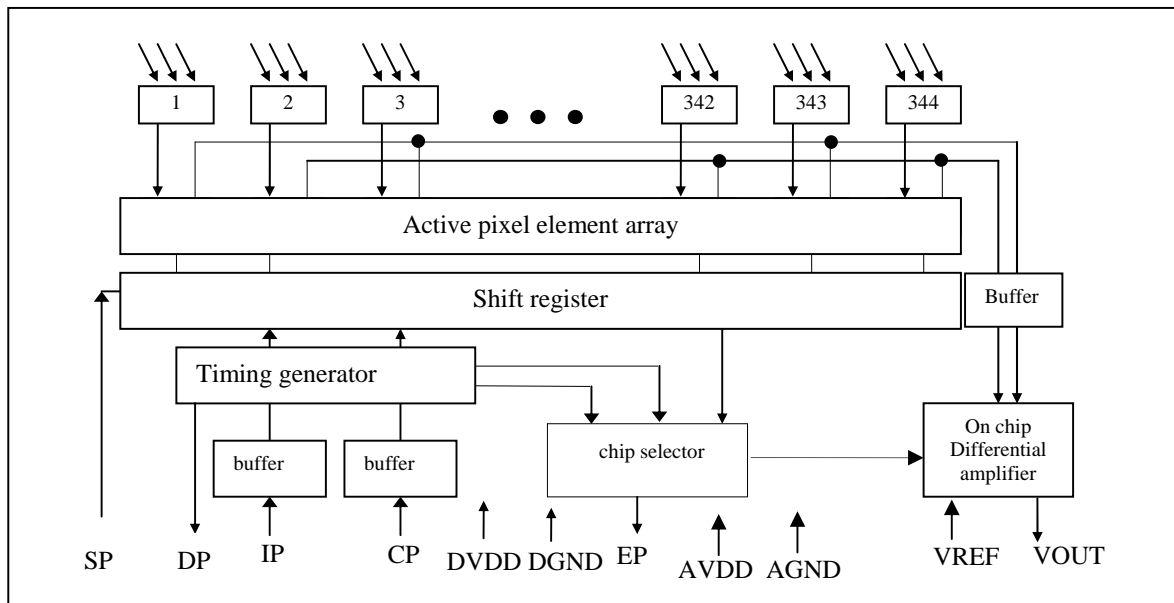 1 2 3 342 343 344
Active pixel element array
Shift register
Buffer
Timing generator
buffer
buffer
chip selector
On chip
Differential
amplifier
SP DP IP CP DVDD DGND EP AVDD AGND VREF VOUT